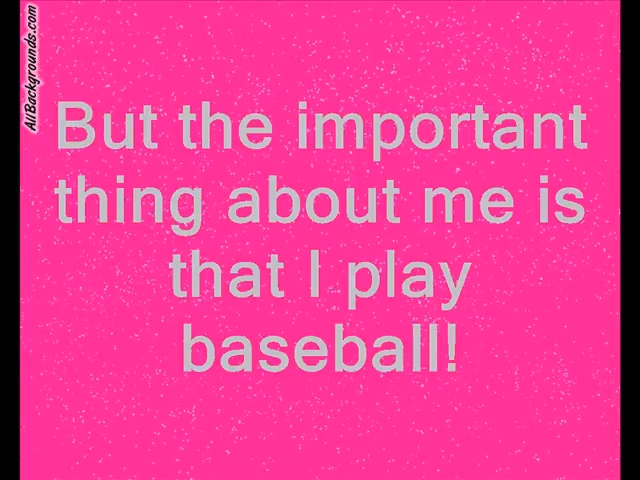 AllBackgrounds.com
But the important
thing about me is
that I play
baseball!